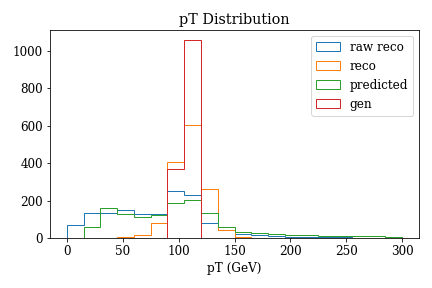 pT Distribution
raw reco
reco
predicted
gen
1000
800
600
400
200
0
0 50 100 150 200 250 300
pT (GeV)